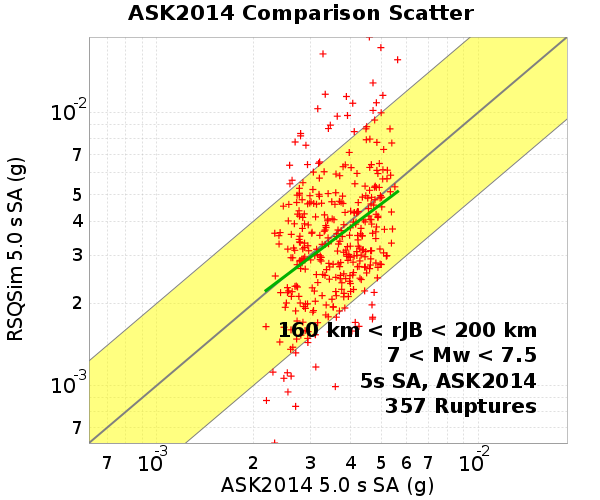 ASK2014 Comparison Scatter
RSQSim 5.0 s SA (g)
10-2
7
5
4
3
2
10-3
7
160 km < rJB < 200 km
7 < Mw < 7.5
5s SA, ASK2014
357 Ruptures
7 10-3 2 3 4 5 6 7 10-2
ASK2014 5.0 s SA (g)